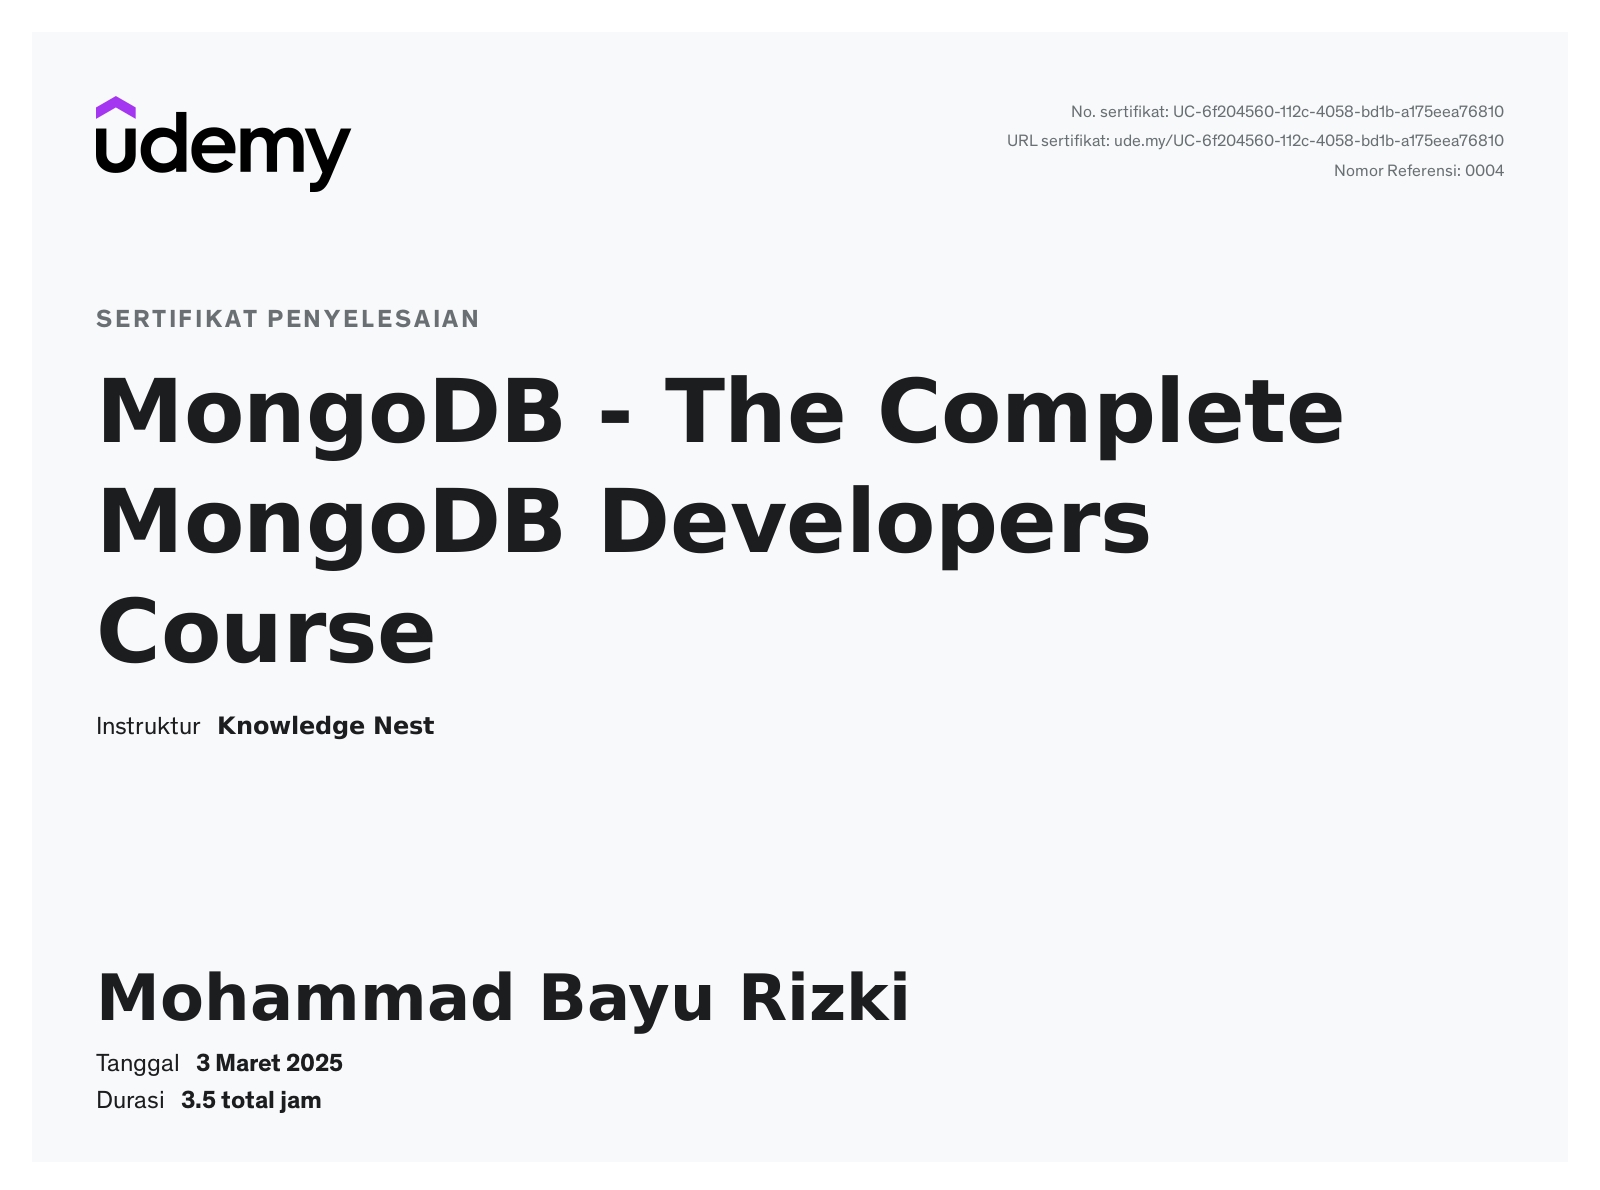 udemy
No. sertifikat: UC-6f204560-112c-4058-bd1b-a175eea76810
URL sertifikat: ude.my/UC-6f204560-112c-4058-bd1b-a175eea76810
Nomor Referensi: 0004
SERTIFIKAT PENYELESAIAN
MongoDB - The Complete
MongoDB Developers
Course
Instruktur Knowledge Nest
Mohammad Bayu Rizki
Tanggal 3 Maret 2025
Durasi 3.5 total jam